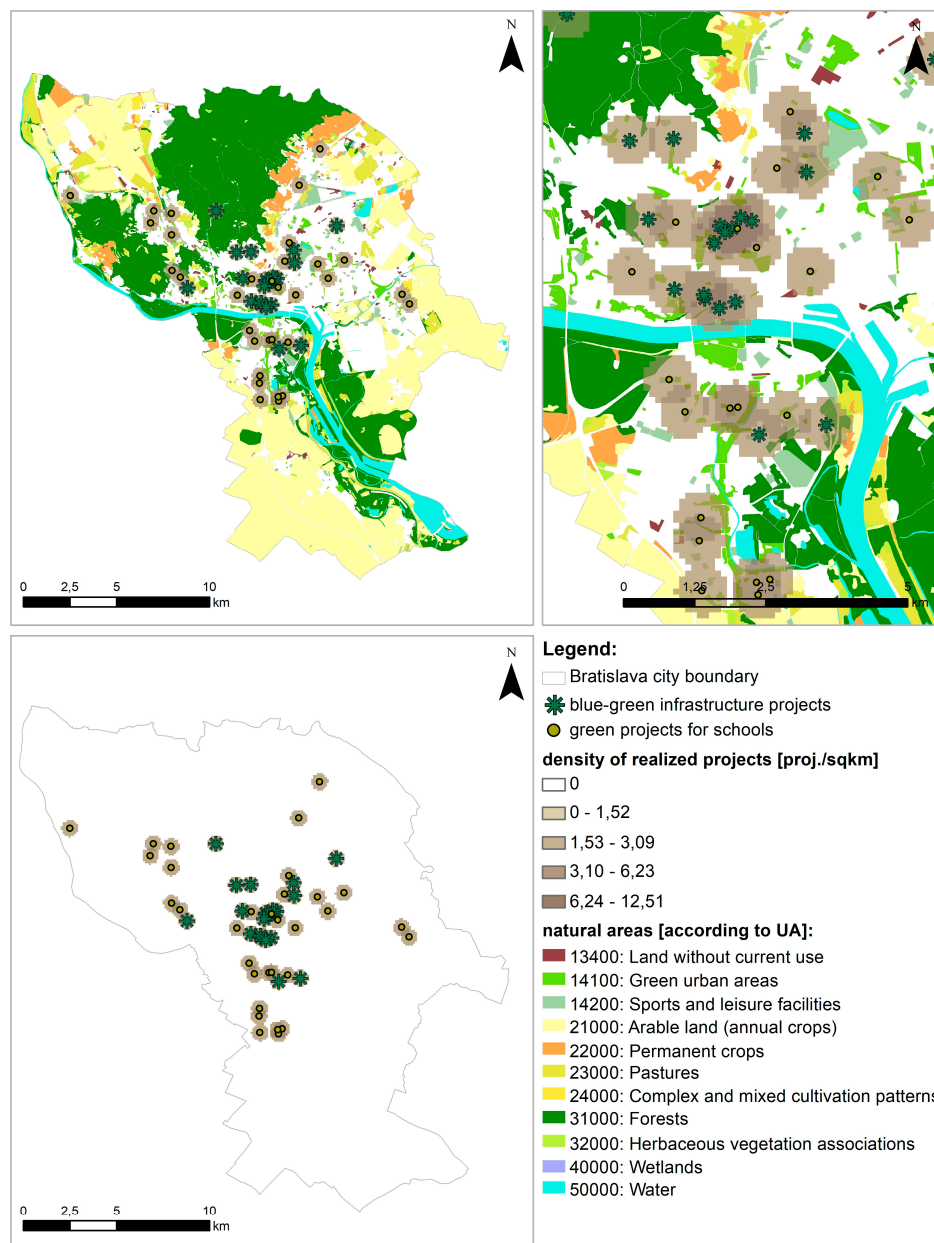 N
0 2,5 5 10
km
N
0 1,25 2,5 5
km
N
0 2,5 5 10
km
Legend:
Bratislava city boundary
blue-green infrastructure projects
green projects for schools
density of realized projects [proj./sqkm]
0
0 - 1,52
1,53 - 3,09
3,10 - 6,23
6,24 - 12,51
natural areas [according to UA]:
13400: Land without current use
14100: Green urban areas
14200: Sports and leisure facilities
21000: Arable land (annual crops)
22000: Permanent crops
23000: Pastures
24000: Complex and mixed cultivation patterns
31000: Forests
32000: Herbaceous vegetation associations
40000: Wetlands
50000: Water